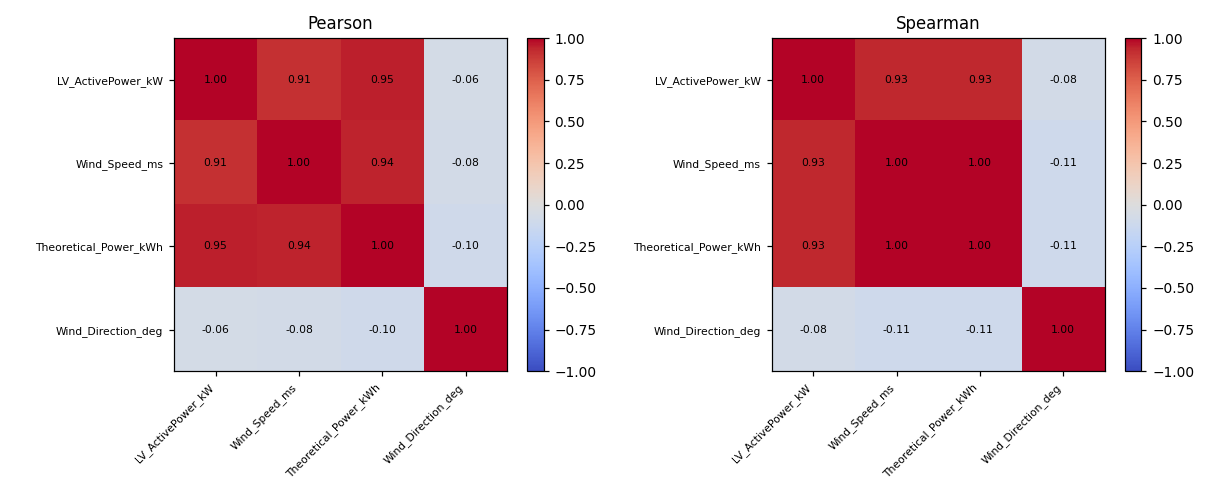 Pearson
LV_ActivePower_kW
Wind_Speed_ms
Theoretical_Power_kWh
Wind_Direction_deg
1.00 0.91 0.95 -0.06
0.91 1.00 0.94 -0.08
0.95 0.94 1.00 -0.10
-0.06 -0.08 -0.10 1.00
LV_ActivePower_kW
Wind_Speed_ms
Theoretical_Power_kWh
Wind_Direction_deg
1.00
0.75
0.50
0.25
0.00
−0.25
−0.50
−0.75
−1.00
Spearman
LV_ActivePower_kW
Wind_Speed_ms
Theoretical_Power_kWh
Wind_Direction_deg
1.00 0.93 0.93 -0.08
0.93 1.00 1.00 -0.11
0.93 1.00 1.00 -0.11
-0.08 -0.11 -0.11 1.00
LV_ActivePower_kW
Wind_Speed_ms
Theoretical_Power_kWh
Wind_Direction_deg
1.00
0.75
0.50
0.25
0.00
−0.25
−0.50
−0.75
−1.00